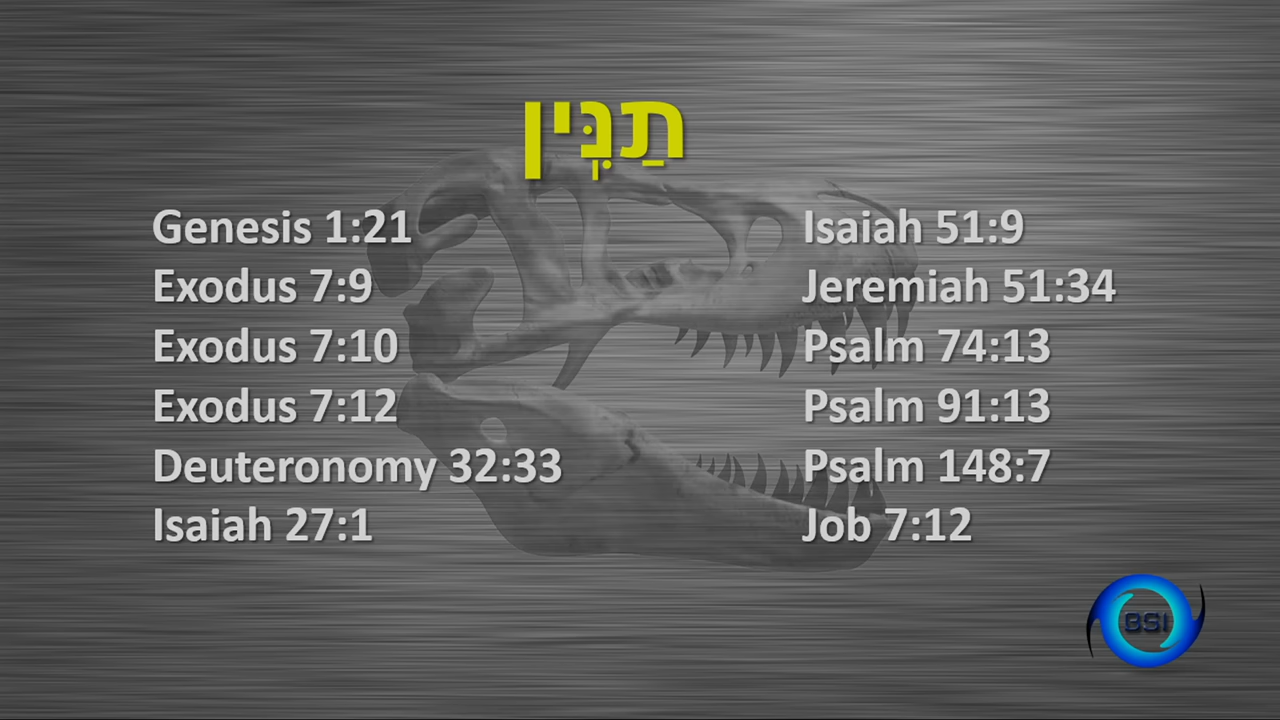 תַנִּֽין
Genesis 1:21
Exodus 7:9
Exodus 7:10
Exodus 7:12
Deuteronomy 32:33
Isaiah 27:1
Isaiah 51:9
Jeremiah 51:34
Psalm 74:13
Psalm 91:13
Psalm 148:7
Job 7:12
BSI